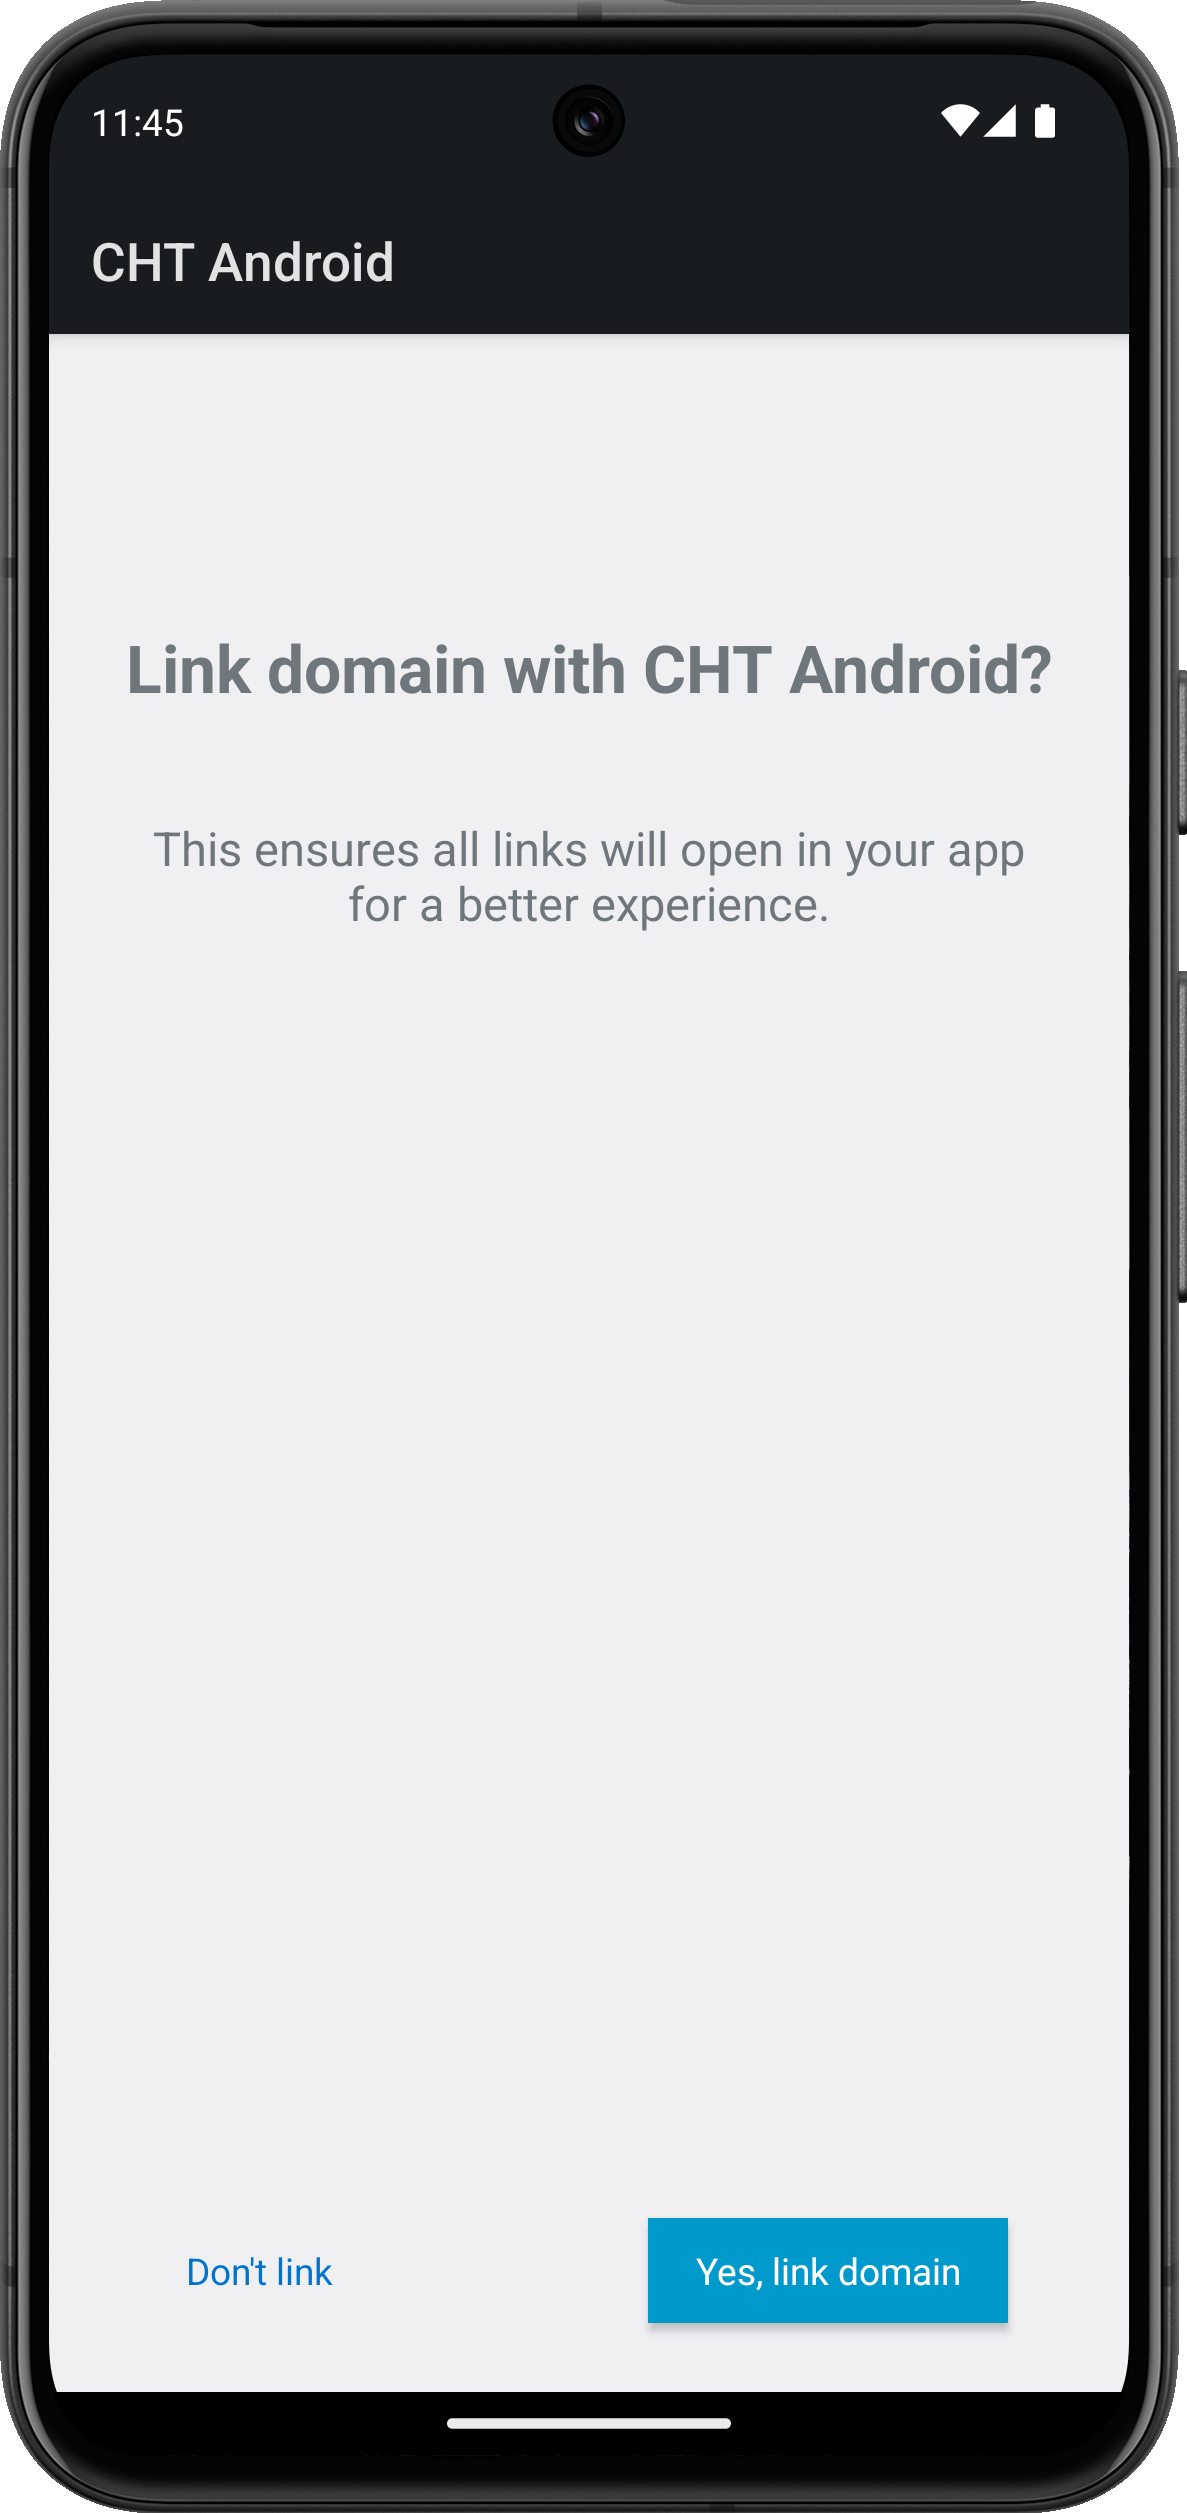 11:45
CHT Android
Link domain with CHT Android?
This ensures all links will open in your app
for a better experience.
Don't link
Yes, link domain